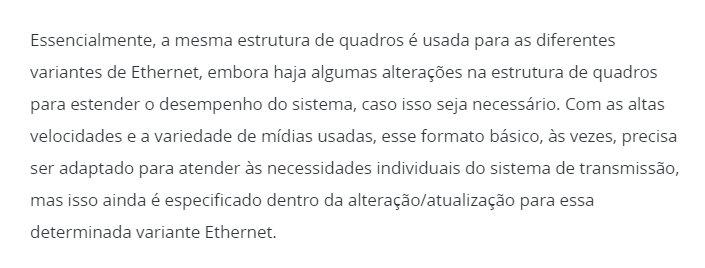 Essencialmente, a mesma estrutura de quadros é usada para as diferentes
variantes de Ethernet, embora haja algumas alterações na estrutura de quadros
para estender o desempenho do sistema, caso isso seja necessário. Com as altas
velocidades e a variedade de mídias usadas, esse formato básico, às vezes, precisa
ser adaptado para atender às necessidades individuais do sistema de transmissão,
mas isso ainda é especificado dentro da alteração/atualização para essa
determinada variante Ethernet.